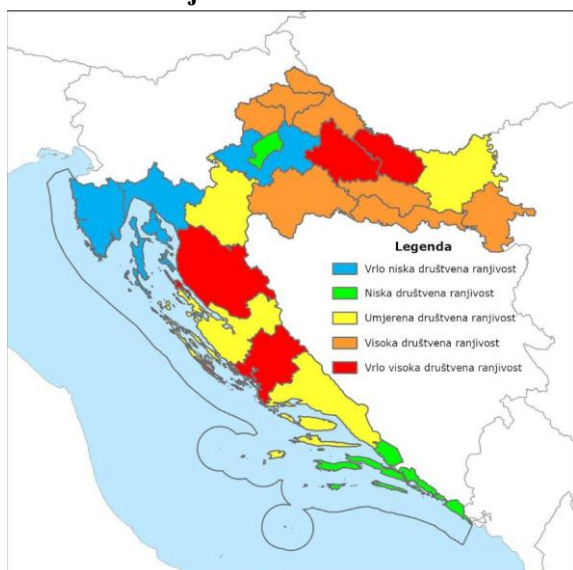 Legenda
Vrlo niska društvena ranjivost
Niska društvena ranjivost
Umjerena društvena ranjivost
Visoka društvena ranjivost
Vrlo visoka društvena ranjivost